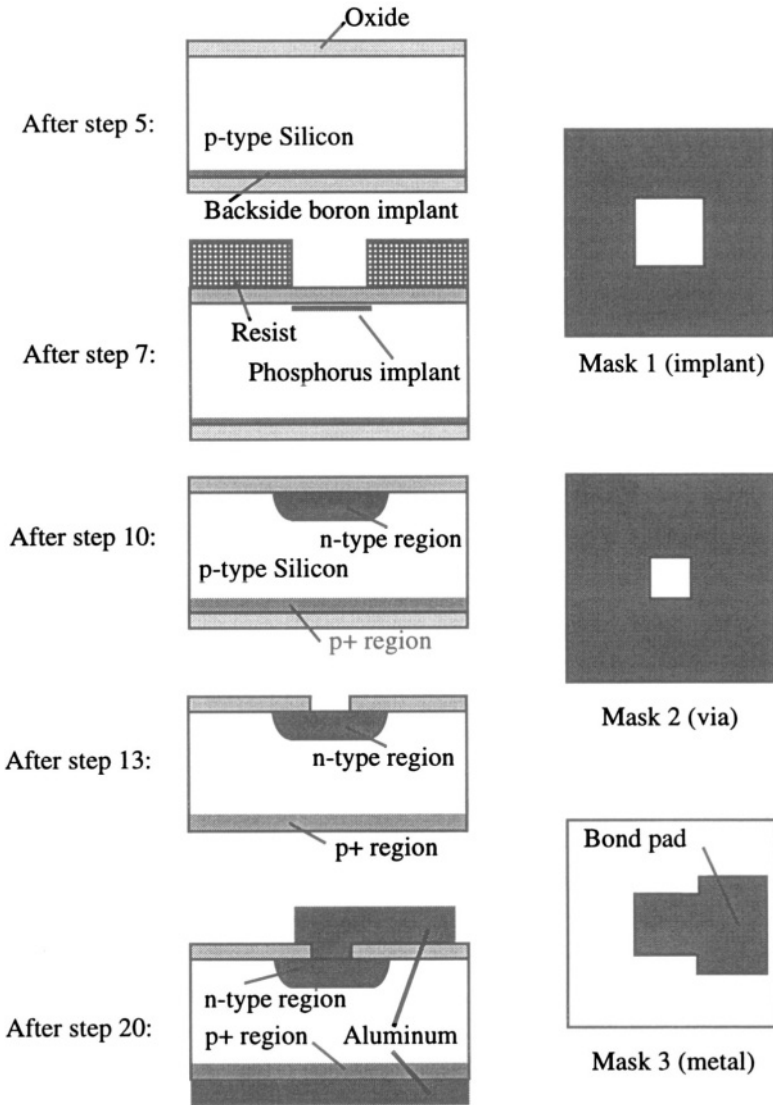 Oxide
After step 5:
p-type Silicon
Backside boron implant
Resist
After step 7:
Phosphorus implant
Mask 1 (implant)
After step 10:
n-type region
p-type Silicon
p+ region
Mask 2 (via)
After step 13:
n-type region
p+ region
Bond pad
n-type region
After step 20:
p+ region
Aluminum
Mask 3 (metal)